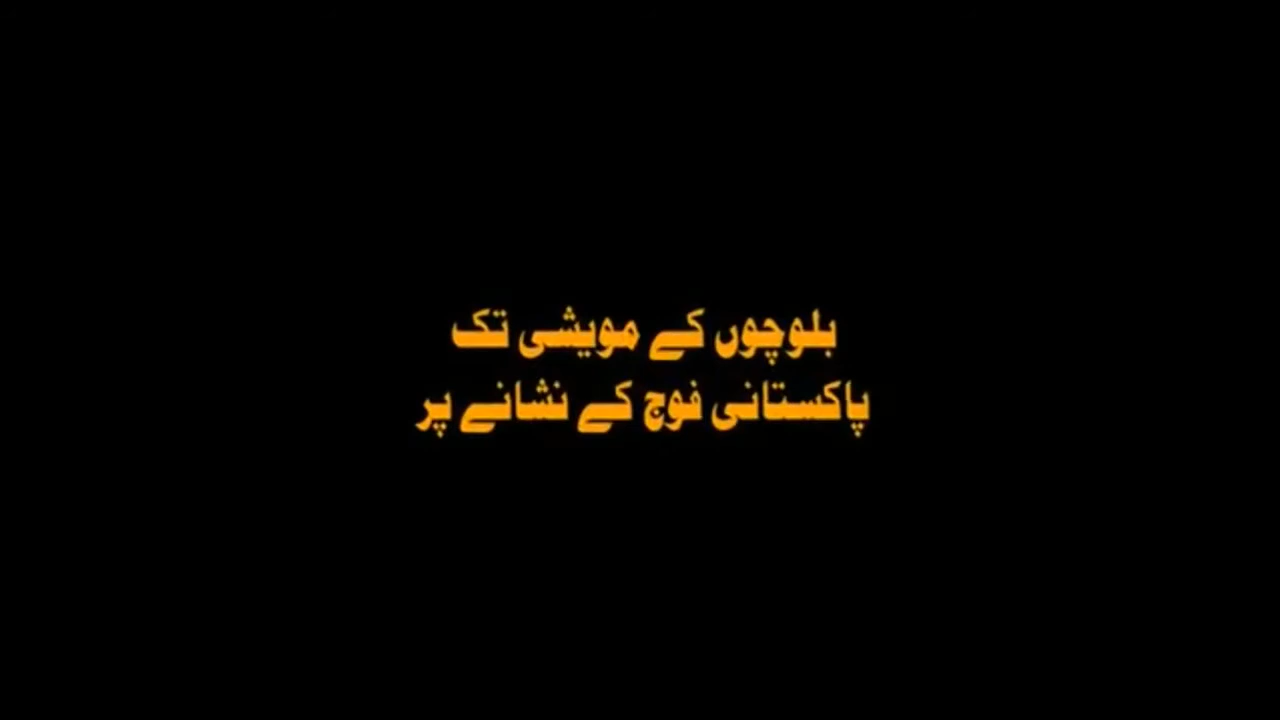 بلوچوں کے مویشی تک
پاکستانی فوج کے نشانے پر